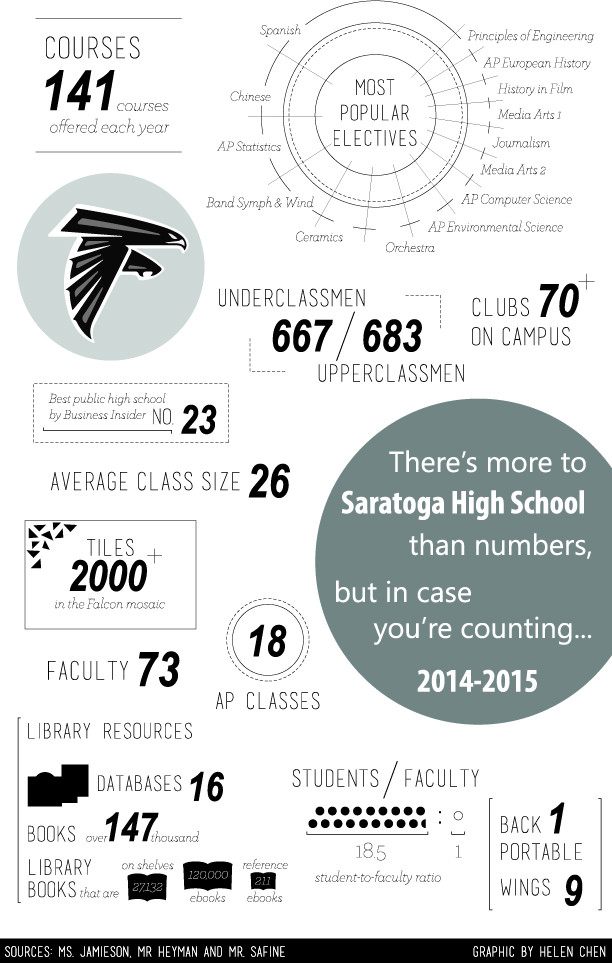 COURSES
141 courses
offered each year
MOST
POPULAR
ELECTIVES
Spanish
Chinese
AP Statistics
Band Symph & Wind
Ceramics
Orchestra
AP Environmental Science
AP Computer Science
Media Arts 2
Journalism
Media Arts 1
History in Film
AP European History
Principles of Engineering
UNDERCLASSMEN
667 / 683
UPPERCLASSMEN
CLUBS 70+
ON CAMPUS
Best public high school
by Business Insider NO. 23
AVERAGE CLASS SIZE 26
There's more to
Saratoga High School
than numbers,
but in case
you're counting...
2014-2015
TILES
2000+
in the Falcon mosaic
18
AP CLASSES
FACULTY 73
LIBRARY RESOURCES
DATABASES 16
BOOKS over 147 thousand
LIBRARY
BOOKS that are
on shelves
27,132
120,000
ebooks
reference
211
ebooks
STUDENTS / FACULTY
:
18.5 1
student-to-faculty ratio
BACK 1
PORTABLE
WINGS 9
SOURCES: MS. JAMIESON, MR HEYMAN AND MR. SAFINE
GRAPHIC BY HELEN CHEN